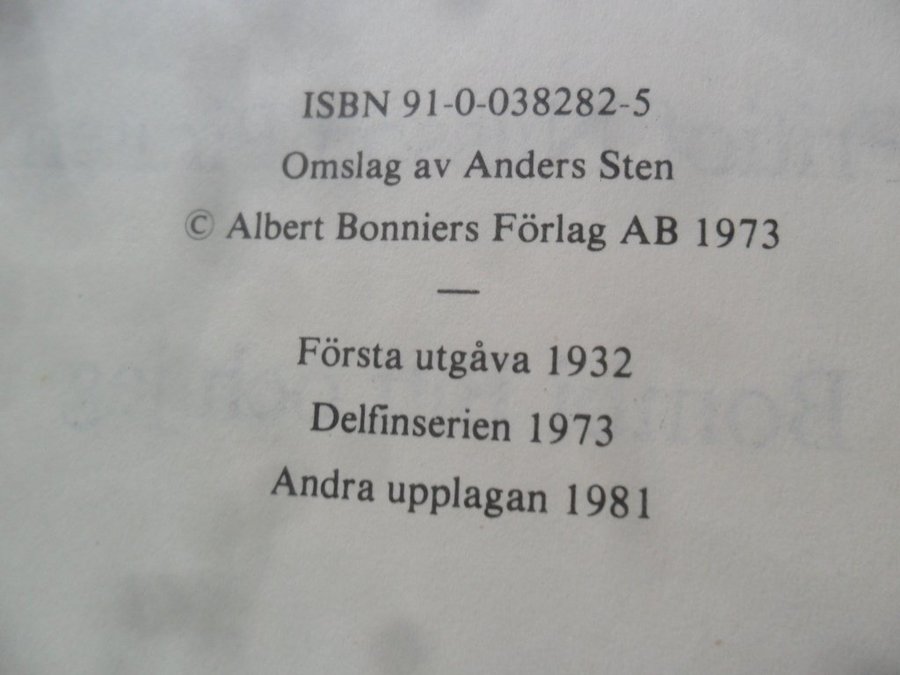 ISBN 91-0-038282-5
Omslag av Anders Sten
© Albert Bonniers Förlag AB 1973
—
Första utgåva 1932
Delfinserien 1973
Andra upplagan 1981